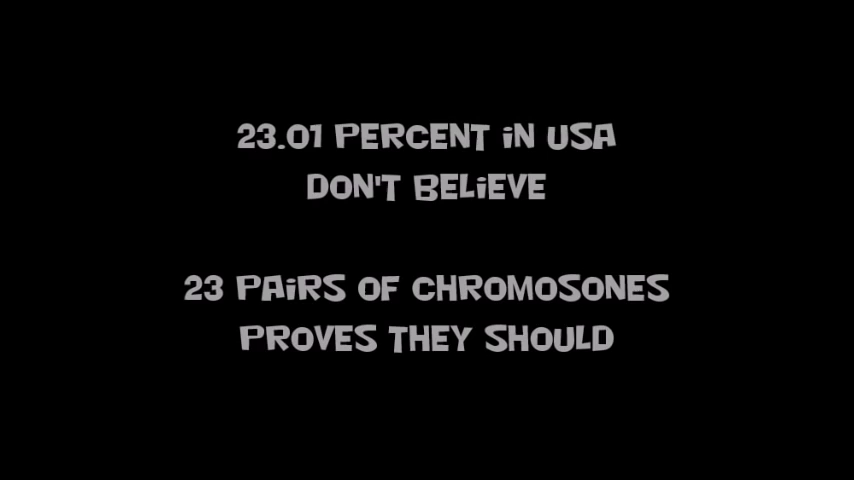 23.01 PERCENT iN USA
DON'T BELiEVE
23 PAiRS OF CHROMOSONES
PROVES THEY SHOULD